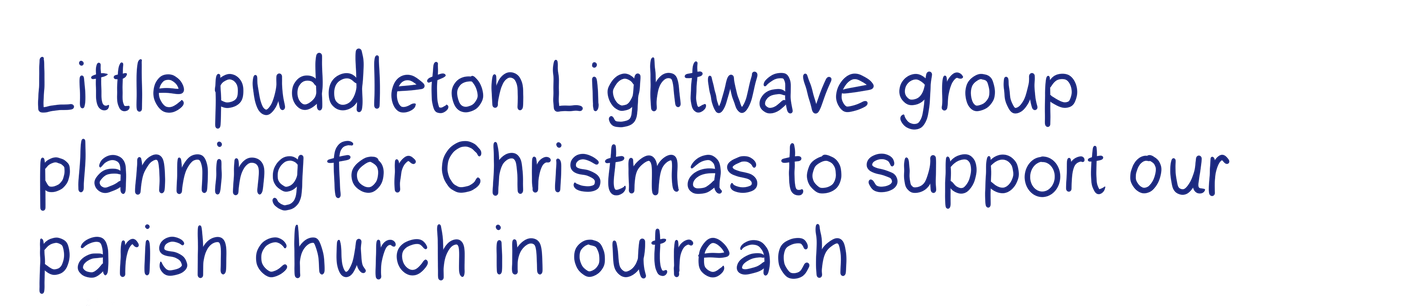 Little puddleton Lightwave group
planning for Christmas to support our
parish church in outreach